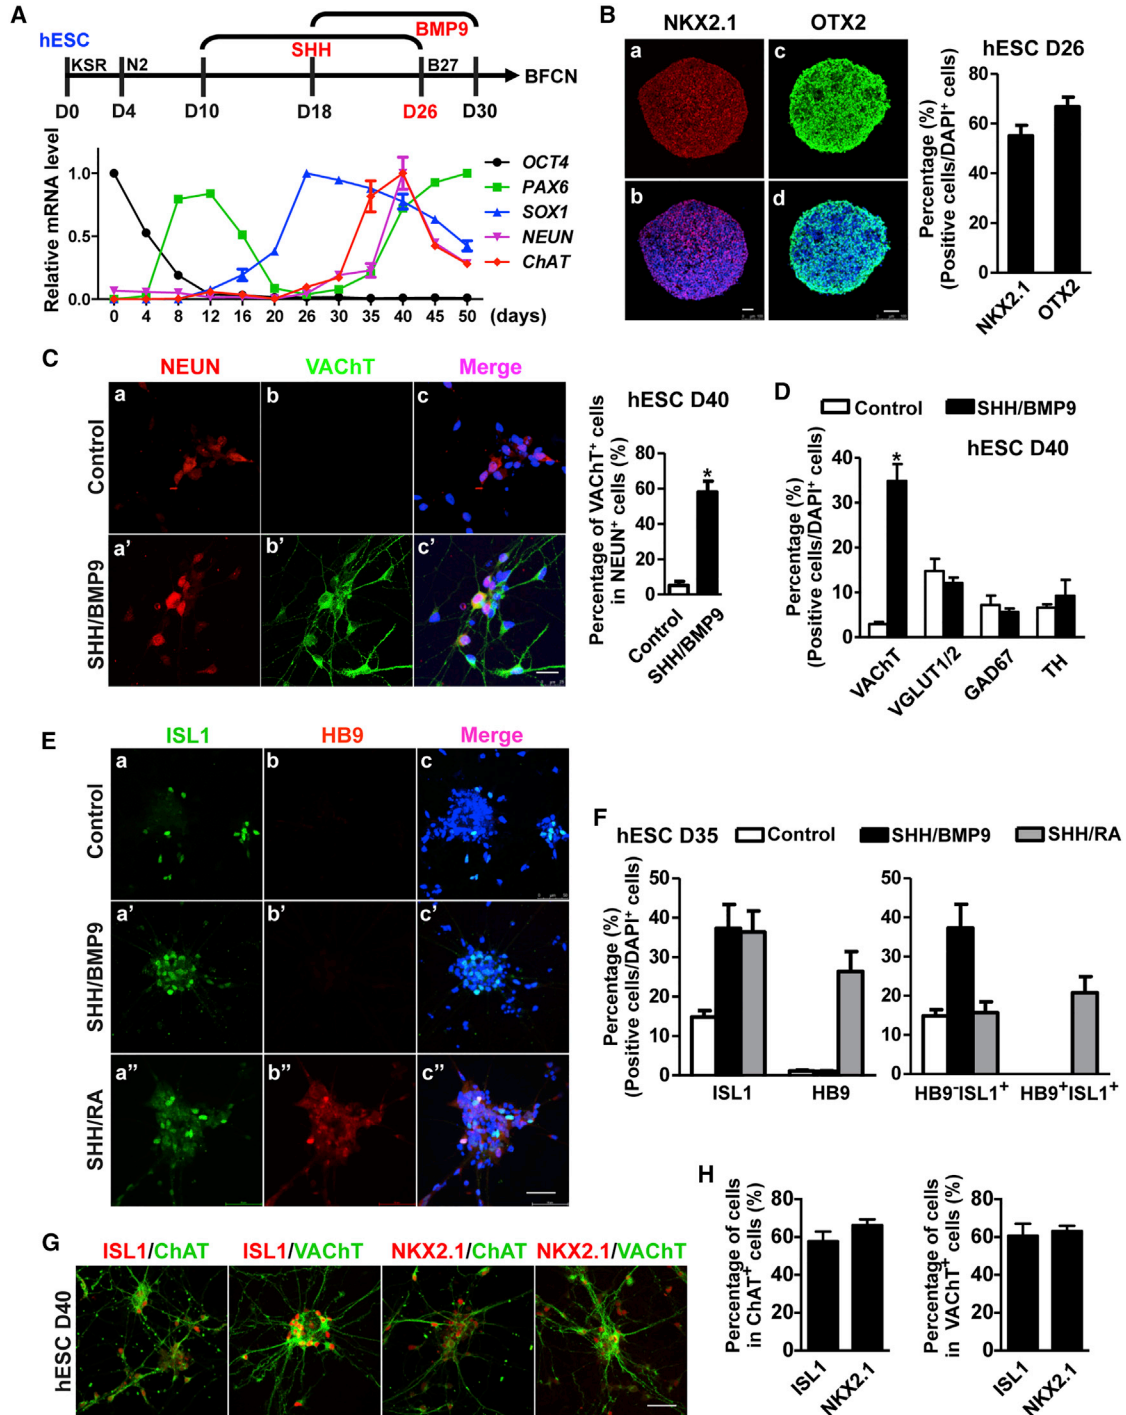 A
BMP9
hESC
SHH
KSR
N2
B27
BFCN
D0
D4
D10
D18
D26
D30
Relative mRNA level
1.0
0.5
0.0
OCT4
PAX6
SOX1
NEUN
ChAT
0 4 8 12 16 20 26 30 35 40 45 50 (days)
B
NKX2.1
OTX2
a
c
b
d
hESC D26
Percentage (%)
(Positive cells/DAPI+ cells)
80
60
40
20
0
NKX2.1
OTX2
C
NEUN
VAChT
Merge
Control
a
b
c
SHH/BMP9
a'
b'
c'
hESC D40
Percentage of VAChT+ cells
in NEUN+ cells (%)
80
60
40
20
0
*
Control
SHH/BMP9
D
Control
SHH/BMP9
hESC D40
Percentage (%)
(Positive cells/DAPI+ cells)
40
30
20
10
0
*
VAChT
VGLUT1/2
GAD67
TH
E
ISL1
HB9
Merge
Control
a
b
c
SHH/BMP9
a'
b'
c'
SHH/RA
a"
b"
c"
F
hESC D35
Control
SHH/BMP9
SHH/RA
Percentage (%)
(Positive cells/DAPI+ cells)
50
40
30
20
10
0
ISL1
HB9
50
40
30
20
10
0
HB9-ISL1+
HB9+ISL1+
G
ISL1/ChAT
ISL1/VAChT
NKX2.1/ChAT
NKX2.1/VAChT
hESC D40
H
Percentage of cells
in ChAT+ cells (%)
80
60
40
20
0
ISL1
NKX2.1
Percentage of cells
in VAChT+ cells (%)
80
60
40
20
0
ISL1
NKX2.1